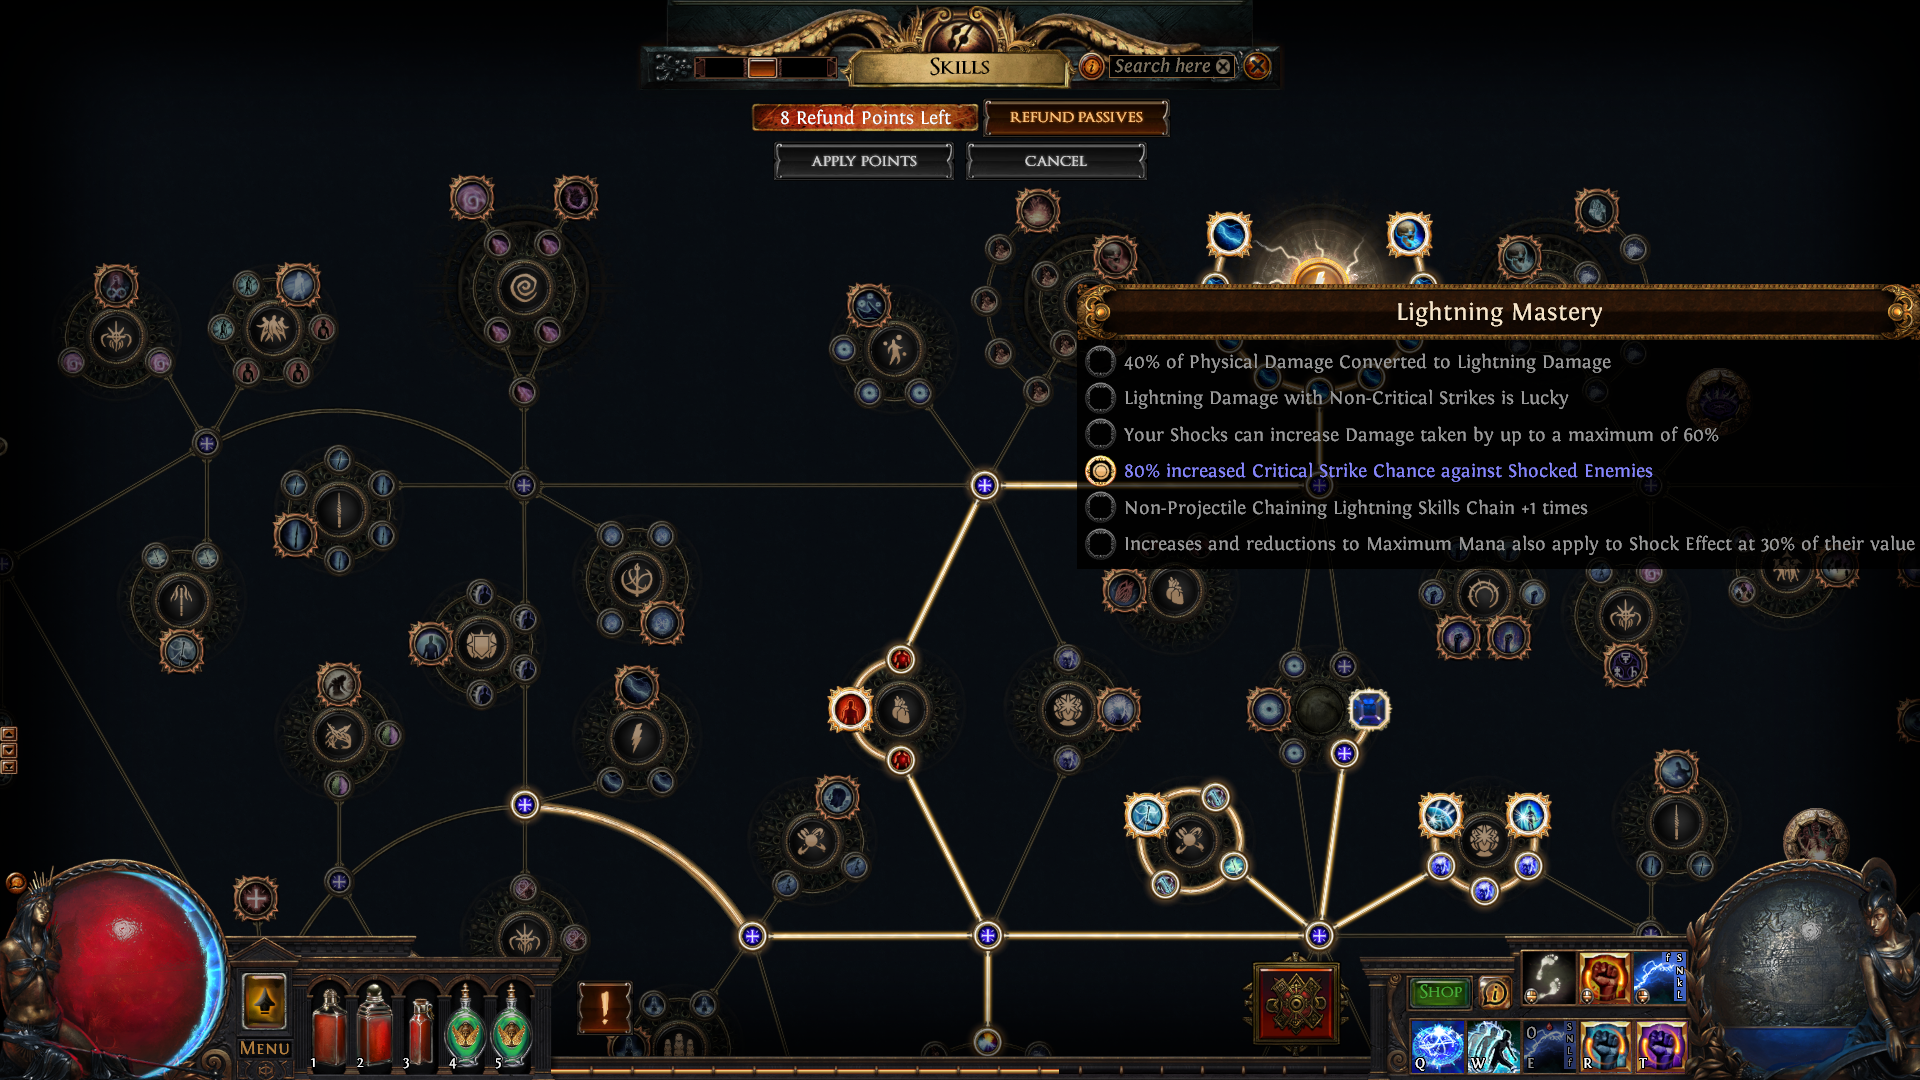 SKILLS
Search here
8 Refund Points Left
REFUND PASSIVES
APPLY POINTS
CANCEL
Lightning Mastery
40% of Physical Damage Converted to Lightning Damage
Lightning Damage with Non-Critical Strikes is Lucky
Your Shocks can increase Damage taken by up to a maximum of 60%
80% increased Critical Strike Chance against Shocked Enemies
Non-Projectile Chaining Lightning Skills Chain +1 times
Increases and reductions to Maximum Mana also apply to Shock Effect at 30% of their value
MENU
1
2
3
4
5
SHOP
Q
W
E
R
T